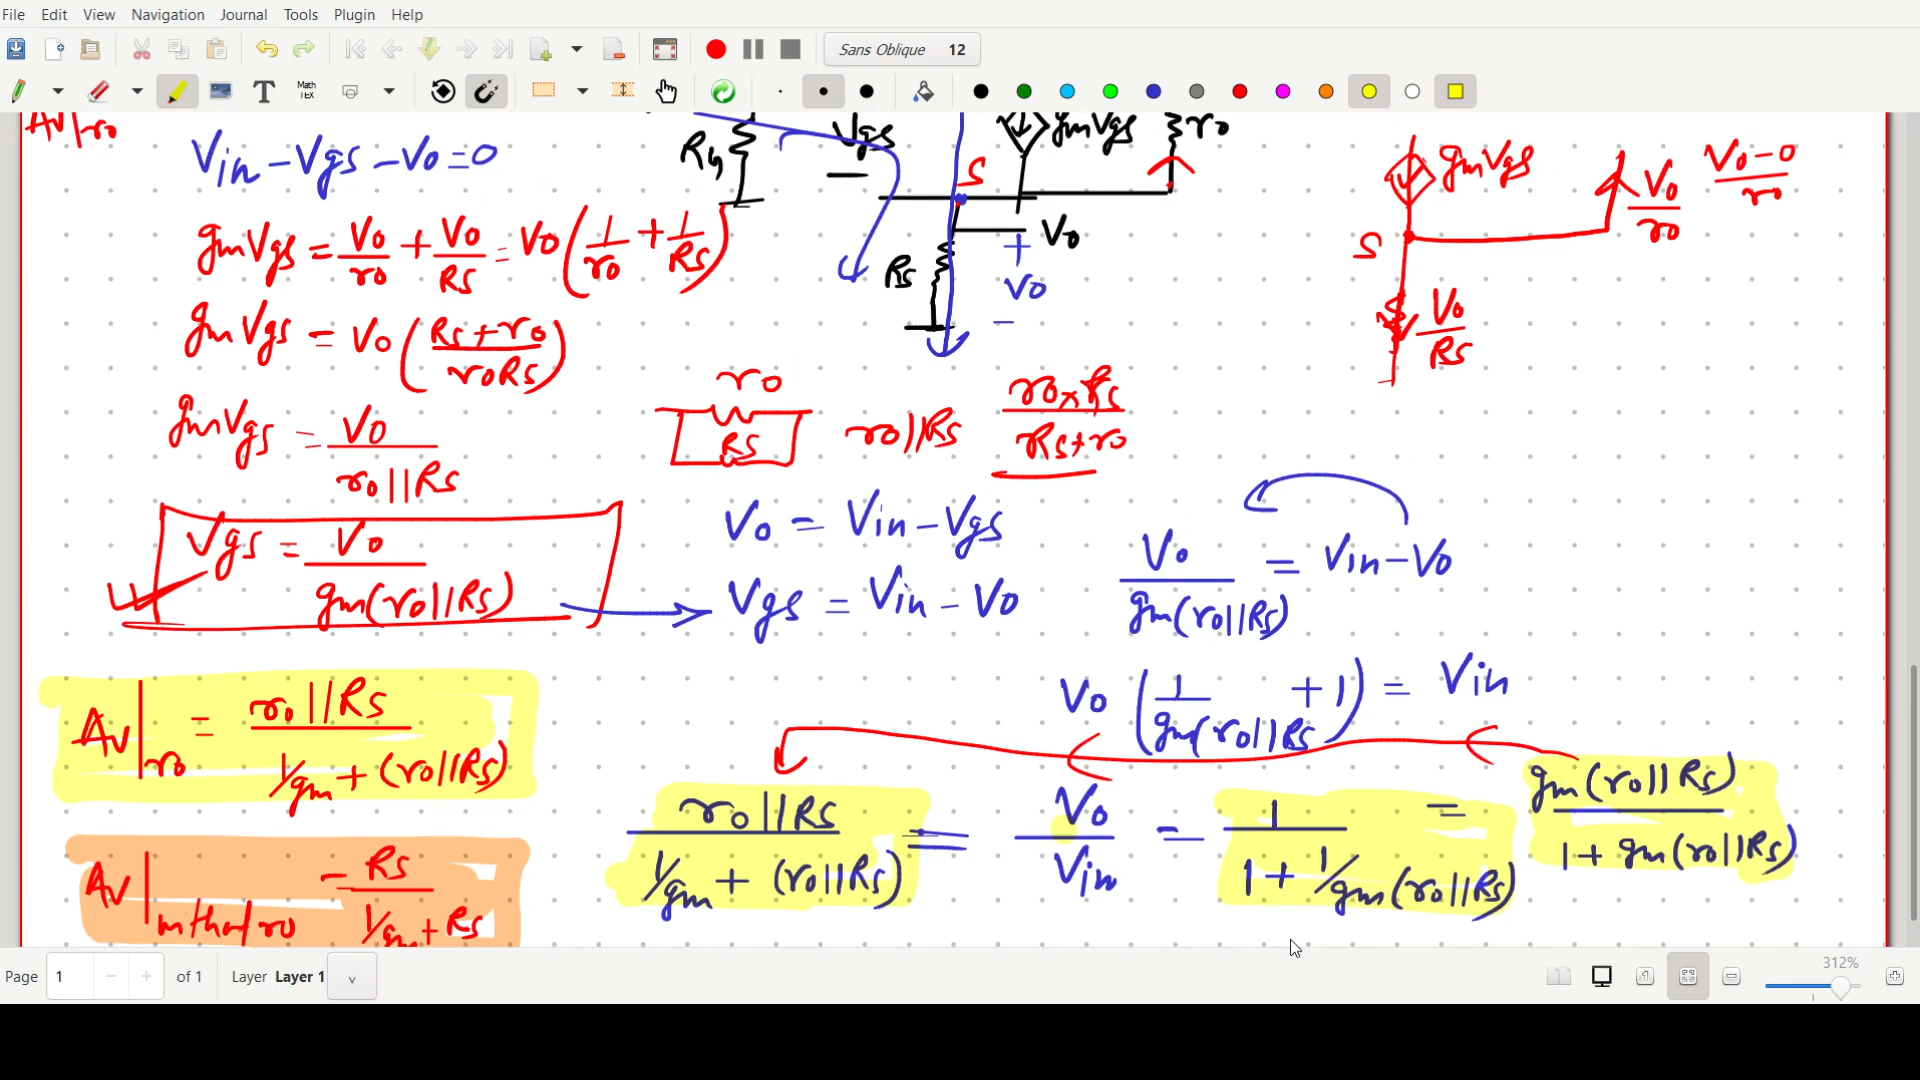 File Edit View Navigation Journal Tools Plugin Help
Sans Oblique 12
Math TEX
Av|ro
Vin - Vgs - Vo = 0
gmVgs = Vo/ro + Vo/Rs = Vo(1/ro + 1/Rs)
gmVgs = Vo(Rs + ro/roRs)
gmVgs = Vo/ro||Rs
Vgs = Vo/gm(ro||Rs)
Vgs
gmVgs
ro
S
Vo
Rs
+
Vo
-
gmVgs
Vo/ro
Vo - 0/ro
S
Vo/Rs
ro
Rs
ro||Rs
ro x Rs/Rs + ro
Vo = Vin - Vgs
Vgs = Vin - Vo
Vo/gm(ro||Rs) = Vin - Vo
Vo(1/gm(ro||Rs) + 1) = Vin
Av|ro = ro||Rs/1/gm + (ro||Rs)
ro||Rs/1/gm + (ro||Rs) = Vo/Vin = 1/1 + 1/gm(ro||Rs) = gm(ro||Rs)/1 + gm(ro||Rs)
Av| ro = Rs/1/gm + Rs
Page 1 of 1 Layer Layer 1
312%